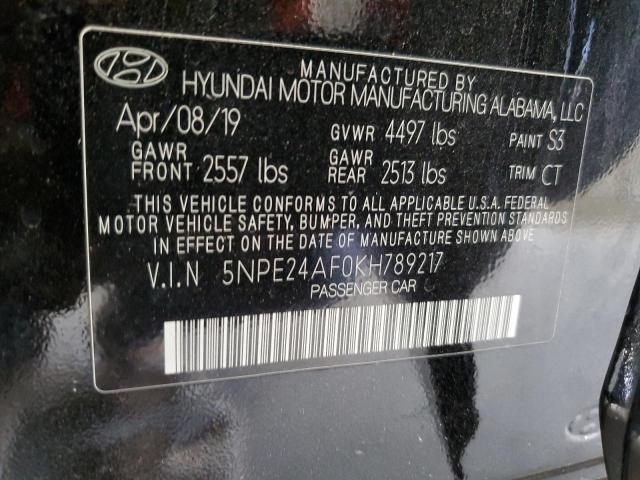 MANUFACTURED BY
HYUNDAI MOTOR MANUFACTURING ALABAMA, LLC
Apr/08/19 GVWR 4497 lbs PAINT S3
GAWR FRONT 2557 lbs GAWR REAR 2513 lbs TRIM CT
THIS VEHICLE CONFORMS TO ALL APPLICABLE U.S.A. FEDERAL
MOTOR VEHICLE SAFETY, BUMPER, AND THEFT PREVENTION STANDARDS
IN EFFECT ON THE DATE OF MANUFACTURE SHOWN ABOVE.
V.I.N 5NPE24AF0KH789217
PASSENGER CAR